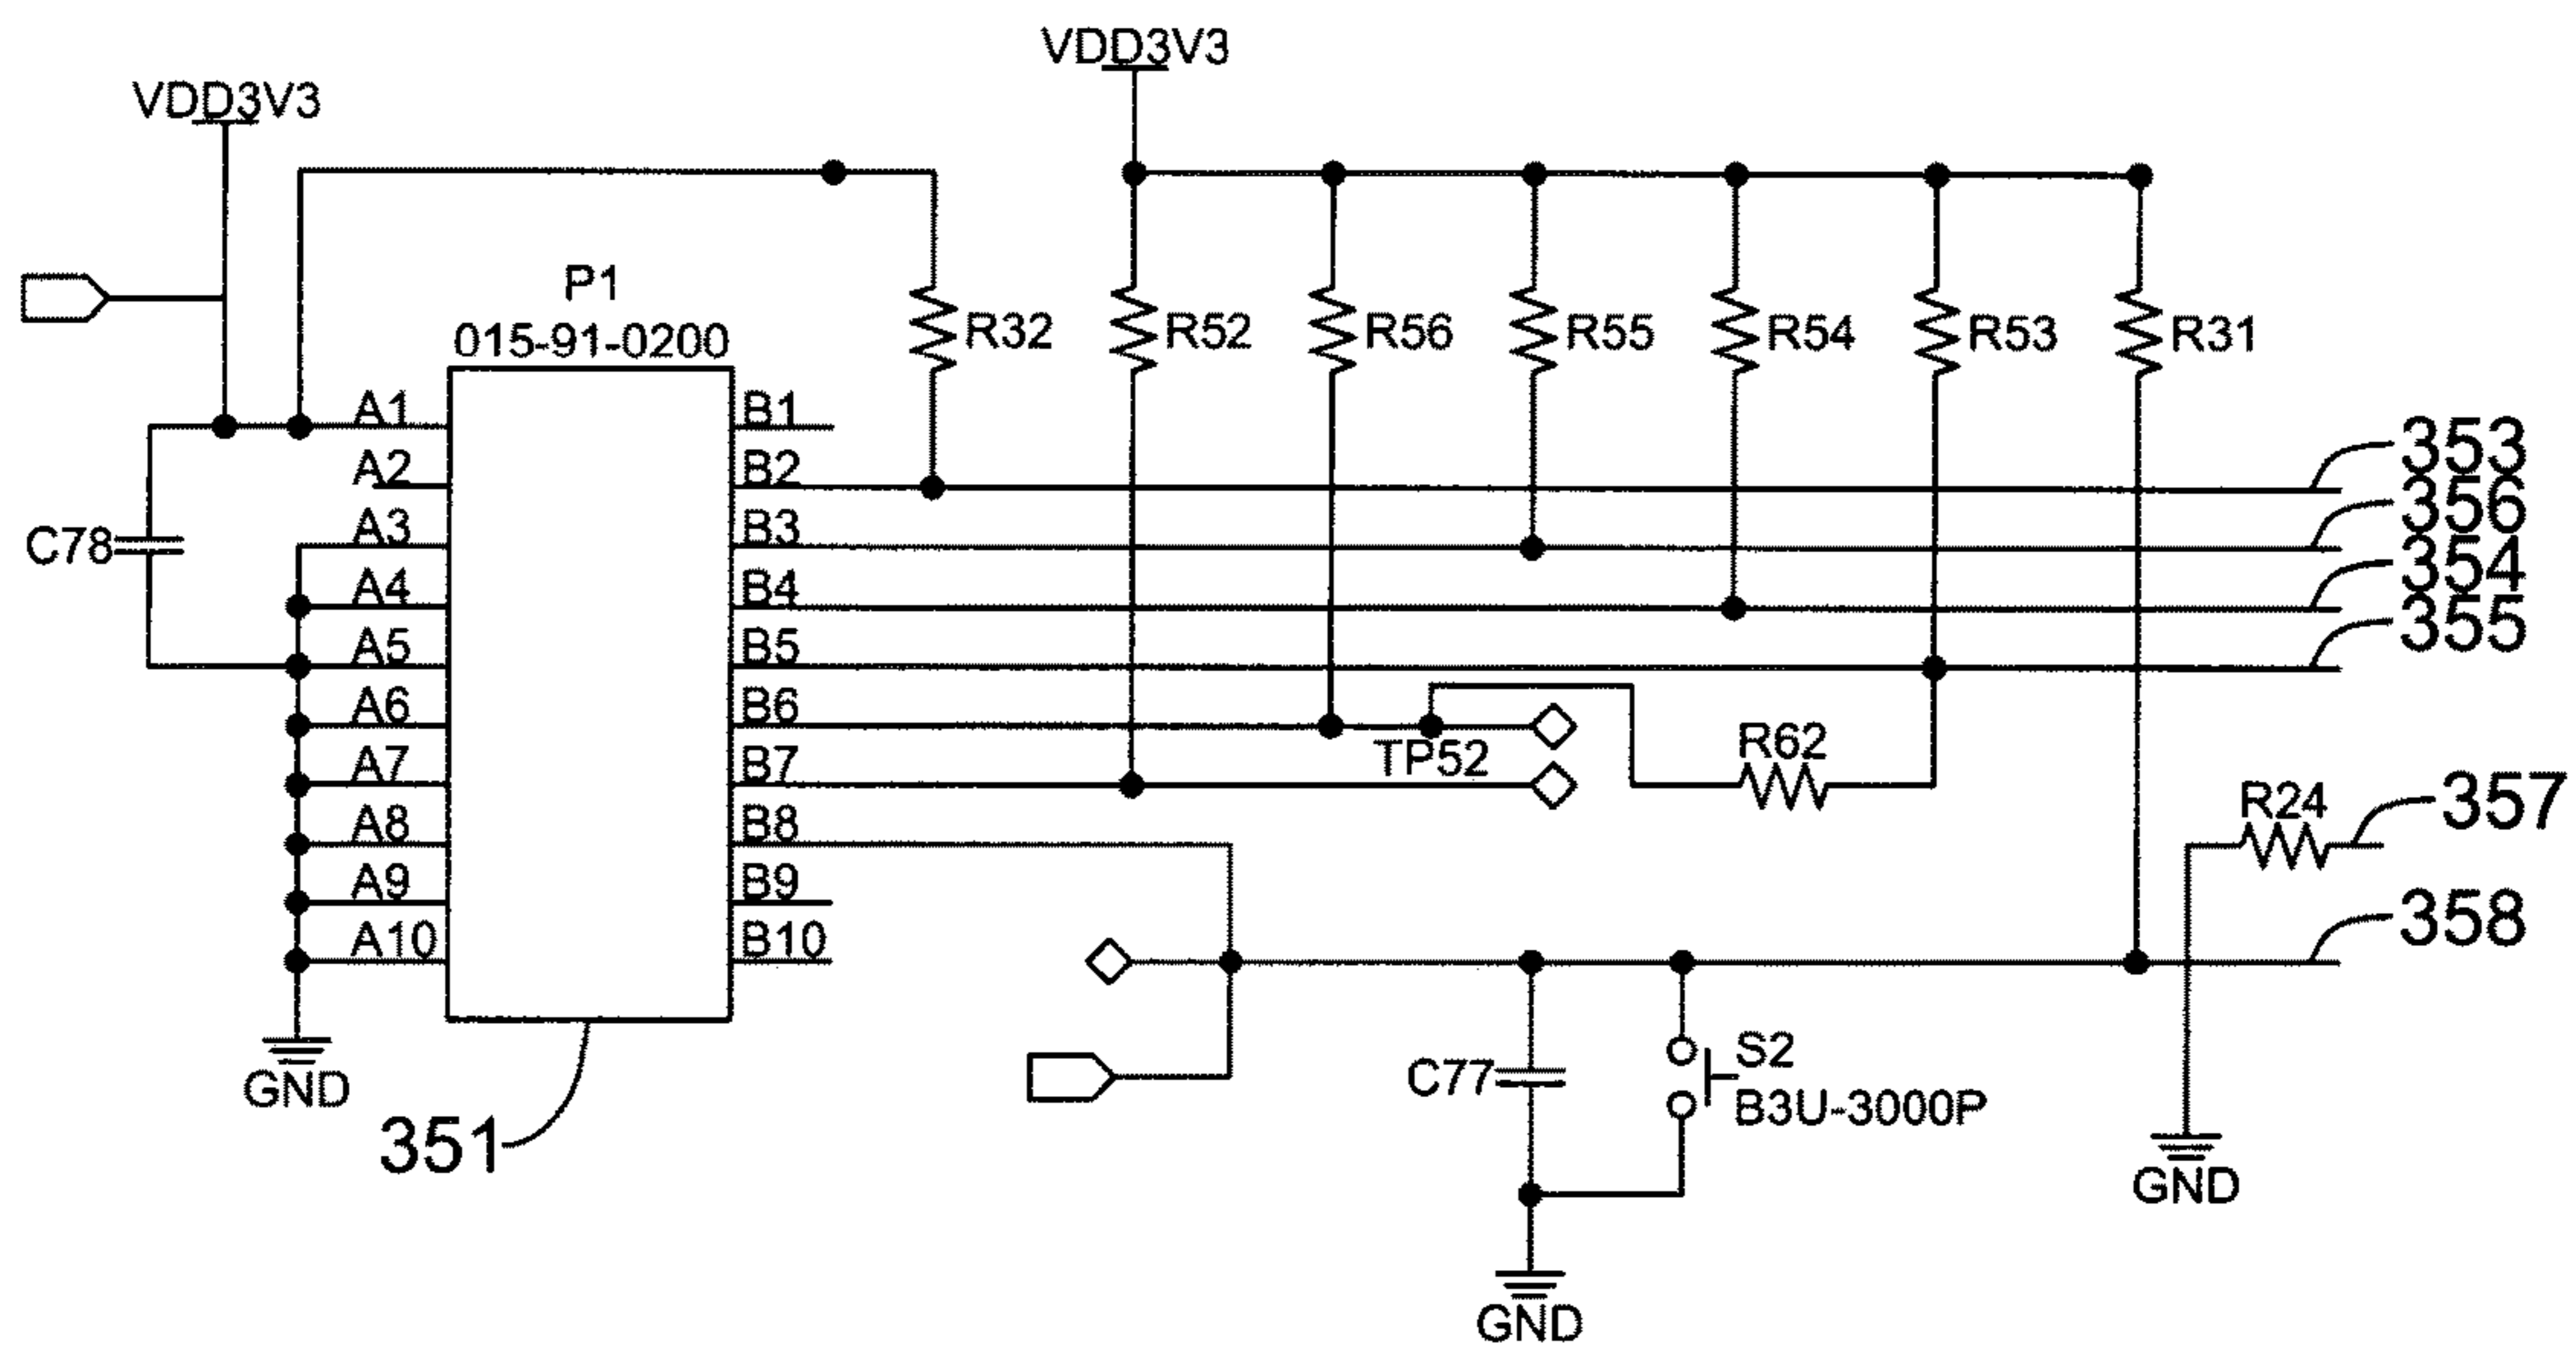 VDD3V3
VDD3V3
P1
015-91-0200
R32
R52
R56
R55
R54
R53
R31
A1
B1
353
A2
B2
356
C78
A3
B3
354
A4
B4
355
A5
B5
A6
B6
R62
TP52
A7
B7
R24
357
A8
B8
A9
B9
358
A10
B10
S2
C77
B3U-3000P
GND
351
GND
GND